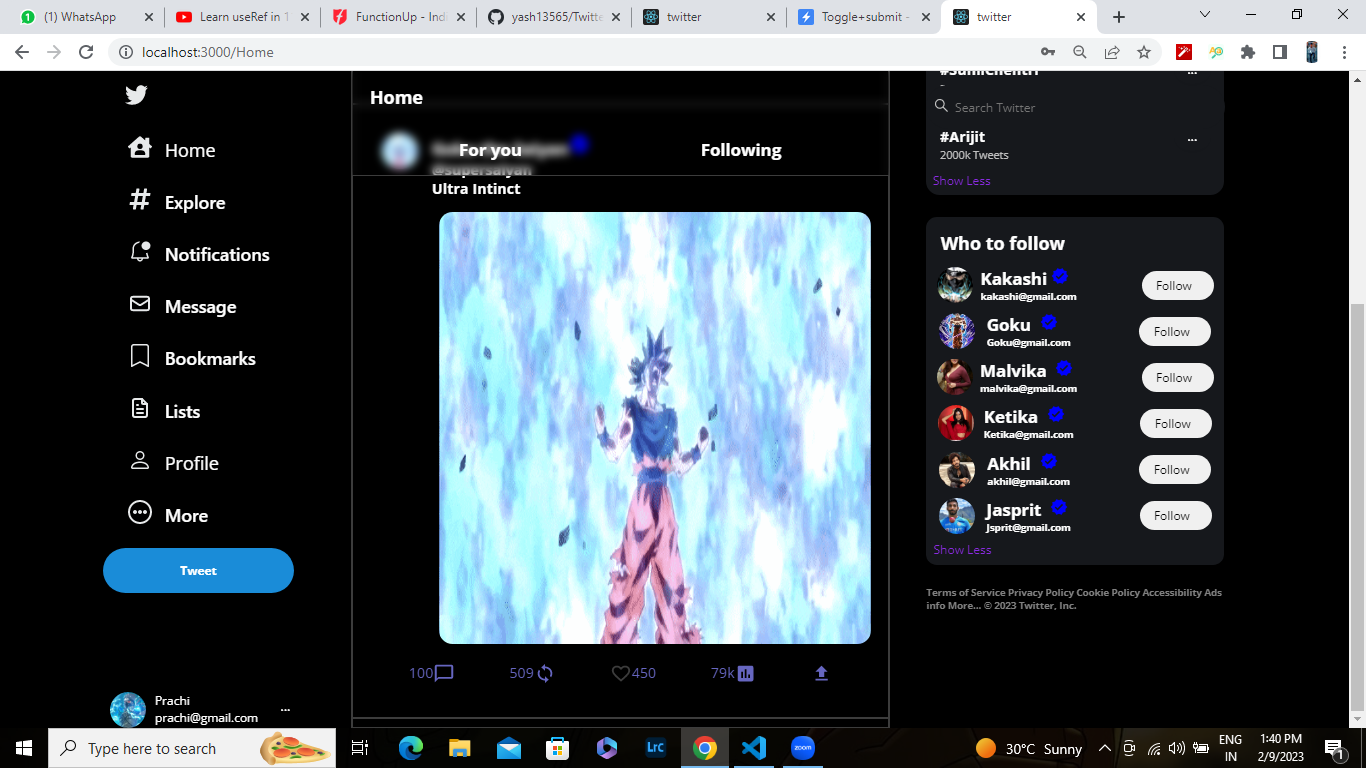 (1) WhatsApp
Learn useRef in 1
FunctionUp - Indi
yash13565/Twitte
twitter
Toggle+submit -
twitter
localhost:3000/Home
Home
Explore
Notifications
Message
Bookmarks
Lists
Profile
More
Tweet
Prachi
prachi@gmail.com
...
Home
For you
Following
@supersaiyan
Ultra Intinct
100
509
450
79k
...
-
Search Twitter
#Arijit
...
2000k Tweets
Show Less
Who to follow
Kakashi
kakashi@gmail.com
Follow
Goku
Goku@gmail.com
Follow
Malvika
malvika@gmail.com
Follow
Ketika
Ketika@gmail.com
Follow
Akhil
akhil@gmail.com
Follow
Jasprit
Jsprit@gmail.com
Follow
Show Less
Terms of Service Privacy Policy Cookie Policy Accessibility Ads
info More... © 2023 Twitter, Inc.
Type here to search
LrC
zoom
30°C Sunny
ENG
IN
1:40 PM
2/9/2023
1